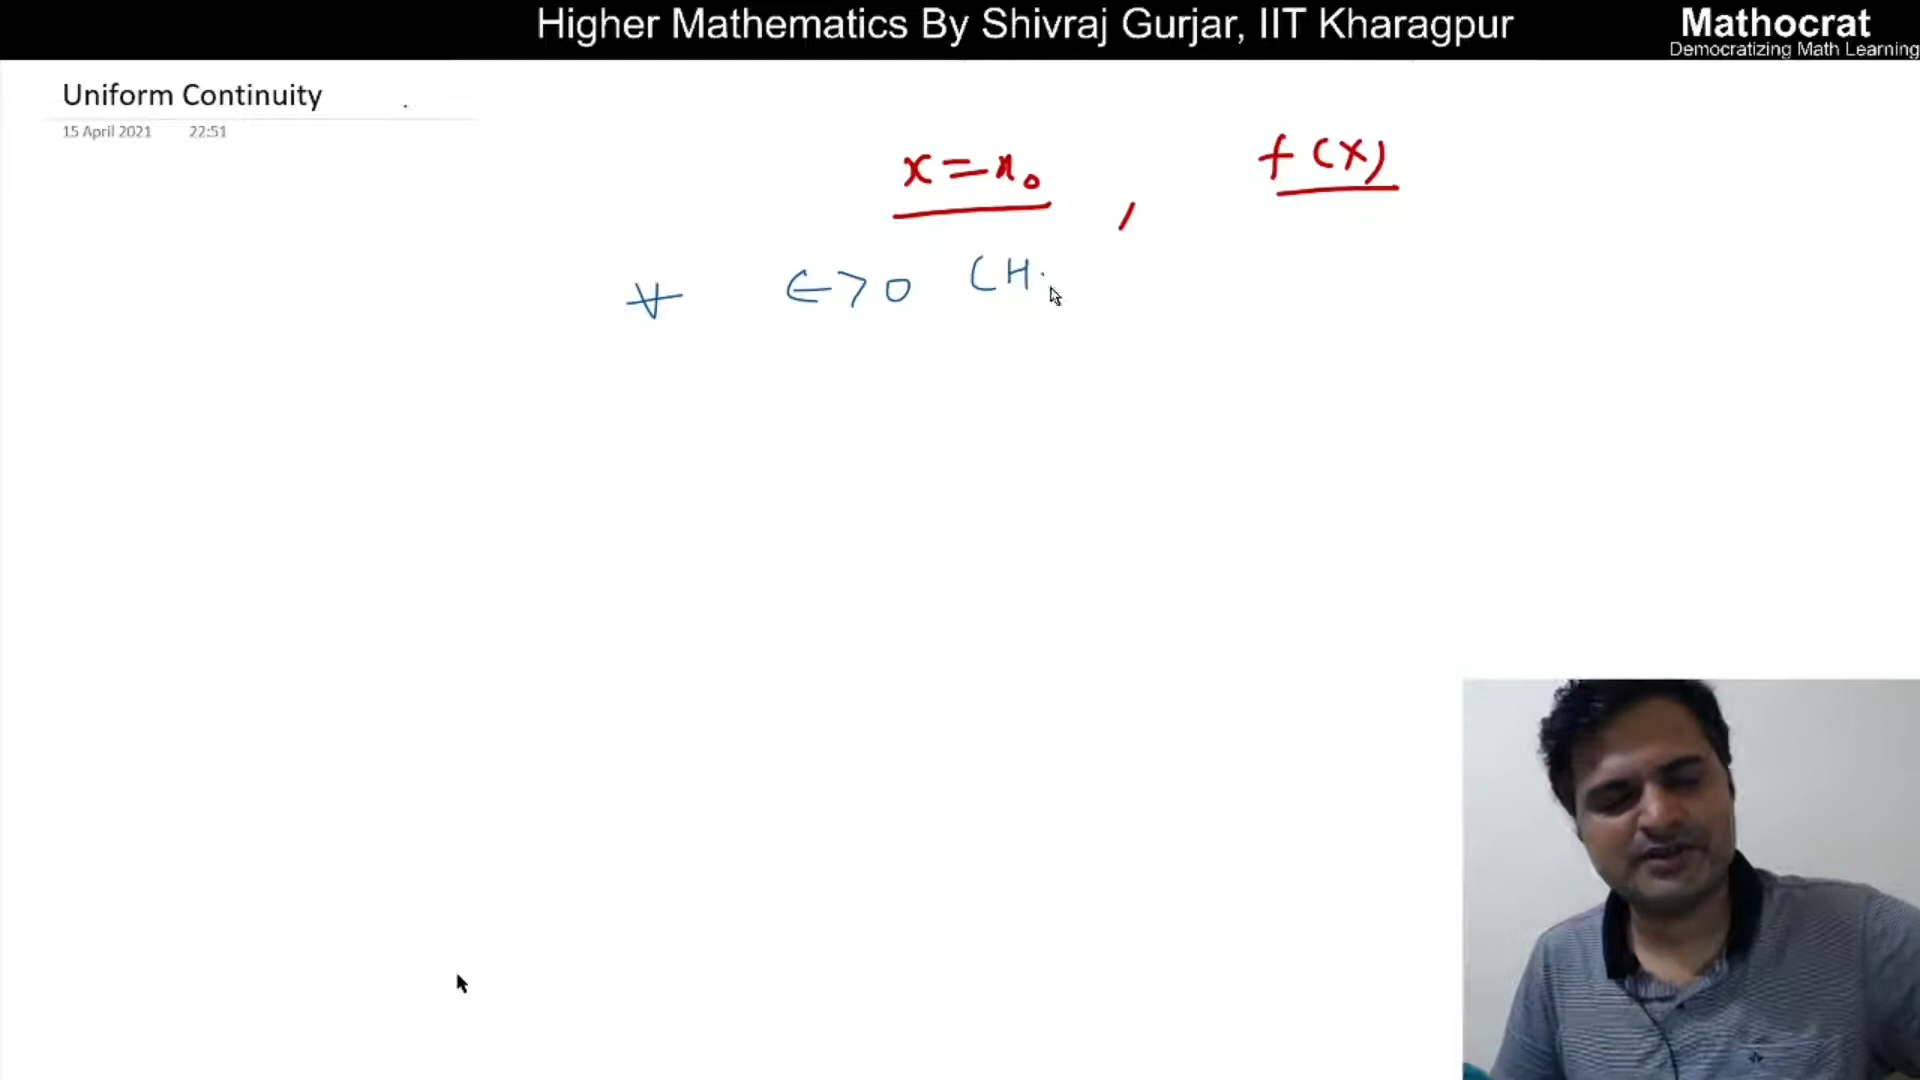 Higher Mathematics By Shivraj Gurjar, IIT Kharagpur
Mathocrat
Democratizing Math Learning
Uniform Continuity
15 April 2021 22:51
x = x₀ , f(x)
∀ ∈ > 0 (H.